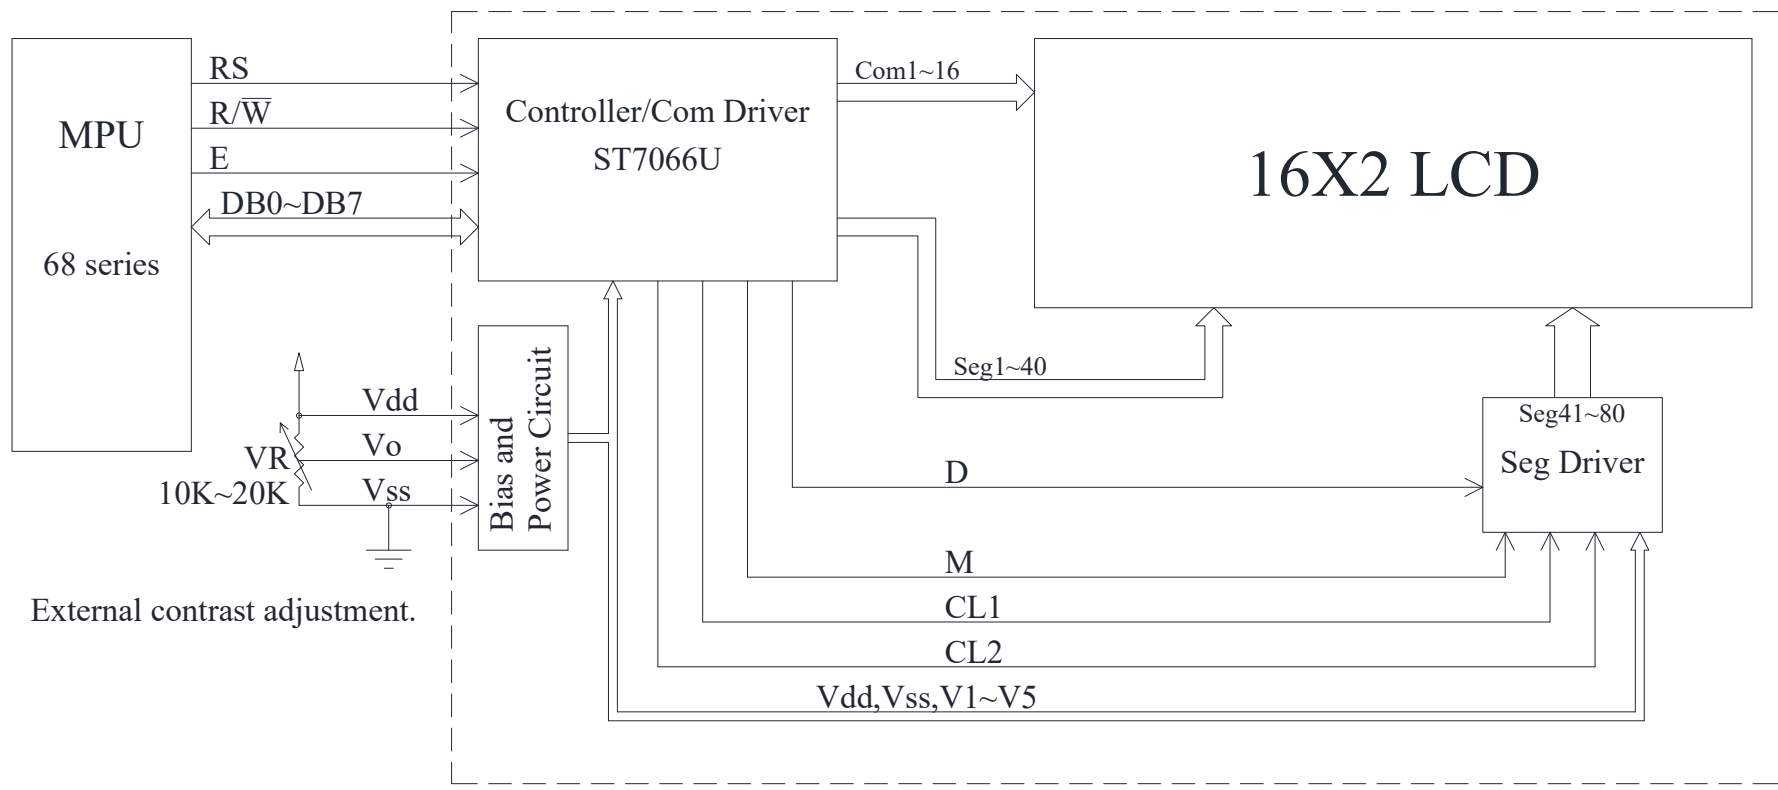 MPU
68 series
RS
R/W̅
E
DB0~DB7
Controller/Com Driver
ST7066U
Com1~16
16X2 LCD
Seg1~40
Seg41~80
Seg Driver
Vdd
Vo
Vss
VR
10K~20K
Bias and
Power Circuit
External contrast adjustment.
D
M
CL1
CL2
Vdd,Vss,V1~V5